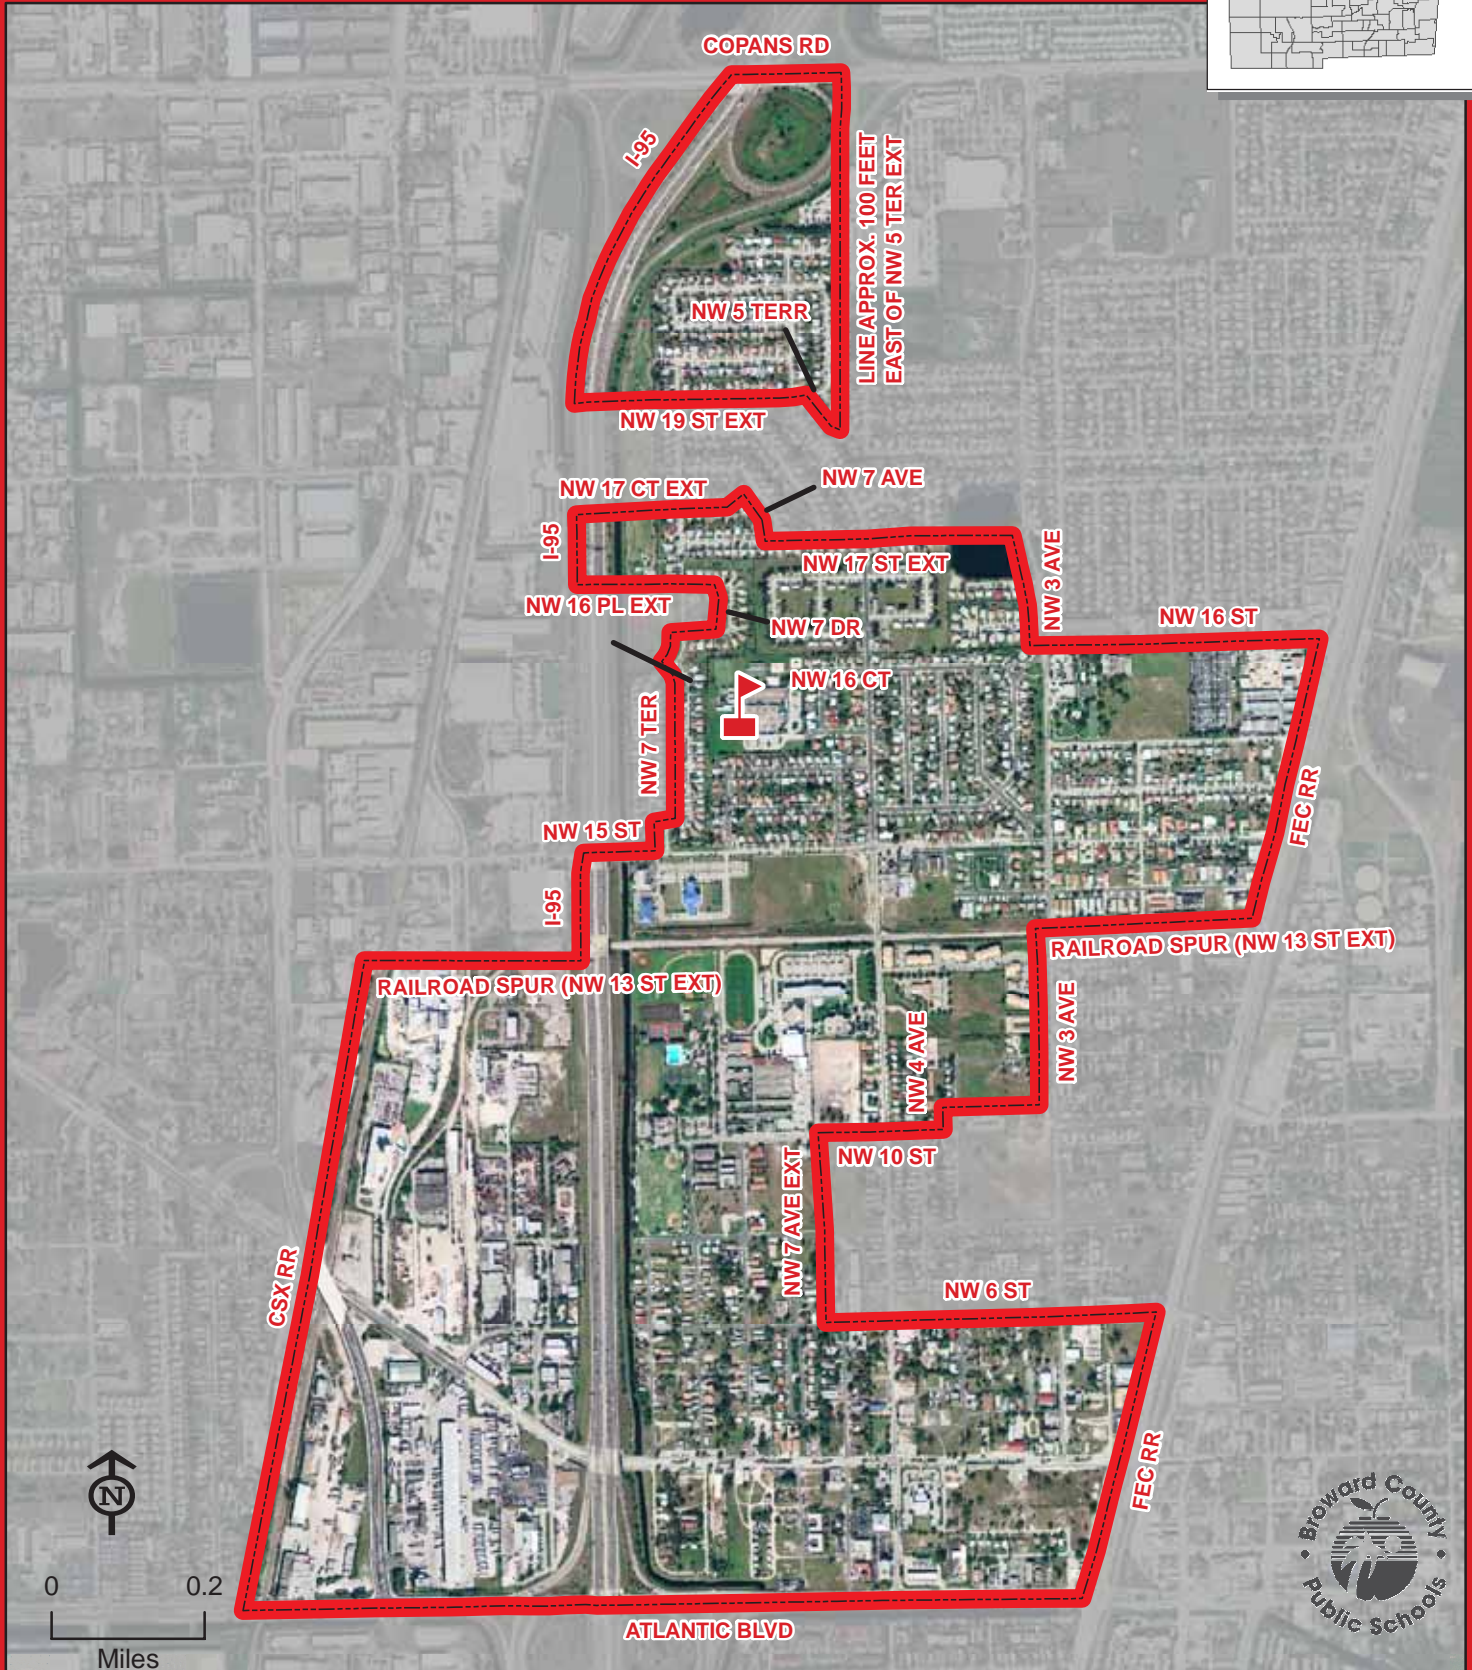 COPANS RD
I-95
LINE APPROX. 100 FEET
EAST OF NW 5 TER EXT
NW 5 TERR
NW 19 ST EXT
NW 7 AVE
NW 17 CT EXT
I-95
NW 17 ST EXT
NW 3 AVE
NW 16 PL EXT
NW 16 ST
NW 7 DR
NW 16 CT
NW 7 TER
FEC RR
NW 15 ST
I-95
RAILROAD SPUR (NW 13 ST EXT)
RAILROAD SPUR (NW 13 ST EXT)
NW 3 AVE
NW 4 AVE
NW 10 ST
NW 7 AVE EXT
CSX RR
NW 6 ST
FEC RR
N
Broward County
Public Schools
0 0.2
Miles
ATLANTIC BLVD